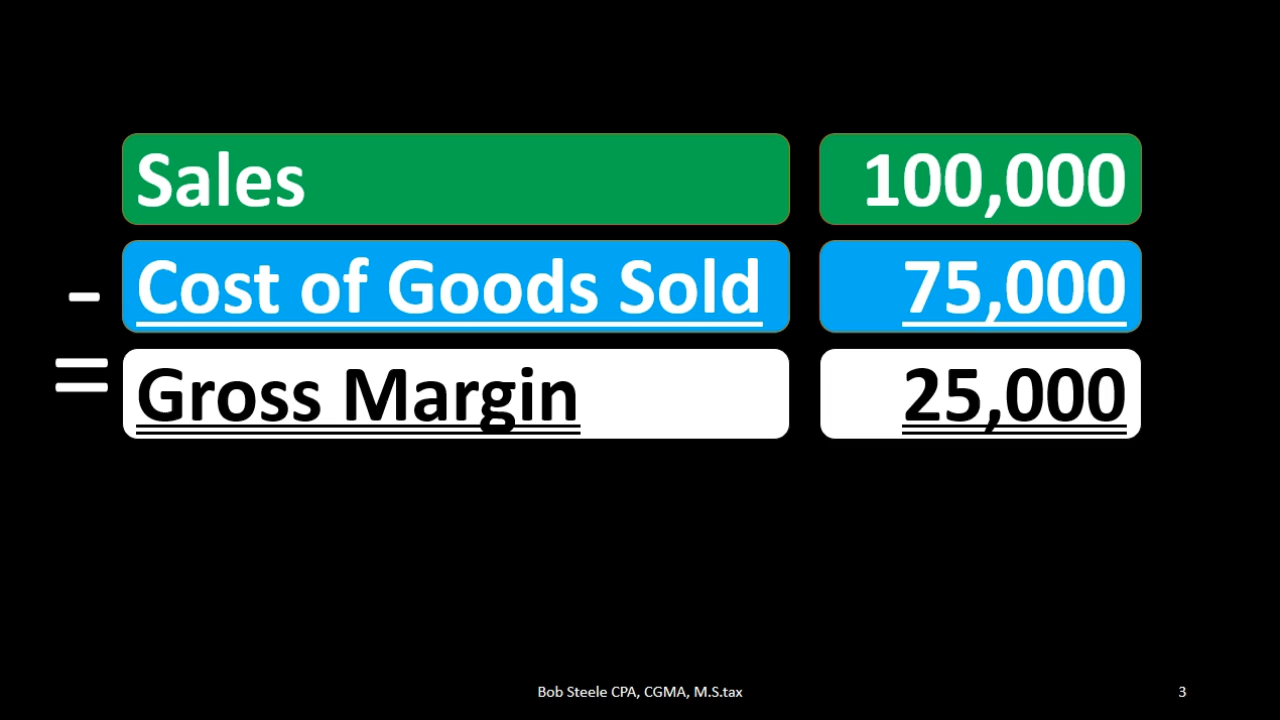 Sales 100,000
- Cost of Goods Sold 75,000
= Gross Margin 25,000
Bob Steele CPA, CGMA, M.S.tax 3